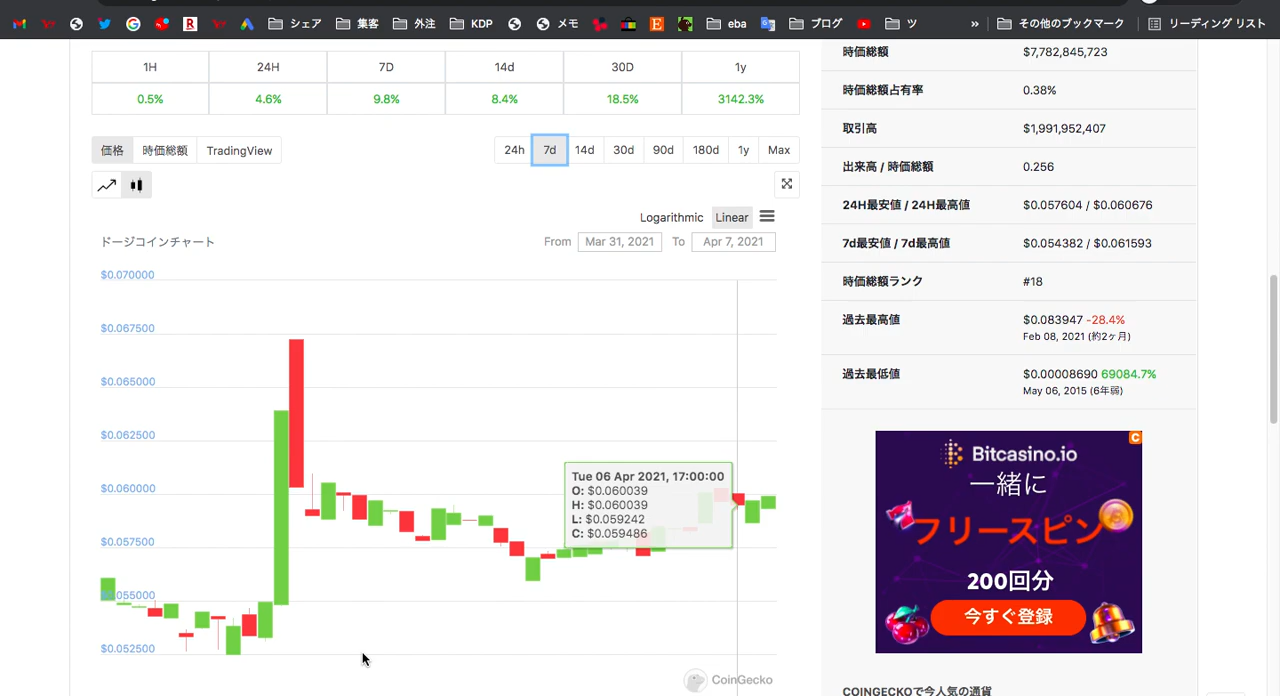 シェア 集客 外注 KDP メモ eba ブログ ツ » その他のブックマーク リーディング リスト
1H 24H 7D 14d 30D 1y
0.5% 4.6% 9.8% 8.4% 18.5% 3142.3%
価格 時価総額 TradingView
24h 7d 14d 30d 90d 180d 1y Max
Logarithmic Linear
ドージコインチャート
From Mar 31, 2021 To Apr 7, 2021
$0.070000
$0.067500
$0.065000
$0.062500
$0.060000
$0.057500
$0.055000
$0.052500
Tue 06 Apr 2021, 17:00:00
O: $0.060039
H: $0.060039
L: $0.059242
C: $0.059486
CoinGecko
時価総額 $7,782,845,723
時価総額占有率 0.38%
取引高 $1,991,952,407
出来高 / 時価総額 0.256
24H最安値 / 24H最高値 $0.057604 / $0.060676
7d最安値 / 7d最高値 $0.054382 / $0.061593
時価総額ランク #18
過去最高値 $0.083947 -28.4%
Feb 08, 2021 (約2ヶ月)
過去最低値 $0.00008690 69084.7%
May 06, 2015 (6年弱)
Bitcasino.io
一緒に
フリースピン
200回分
今すぐ登録
COINGECKOで今人気の通貨